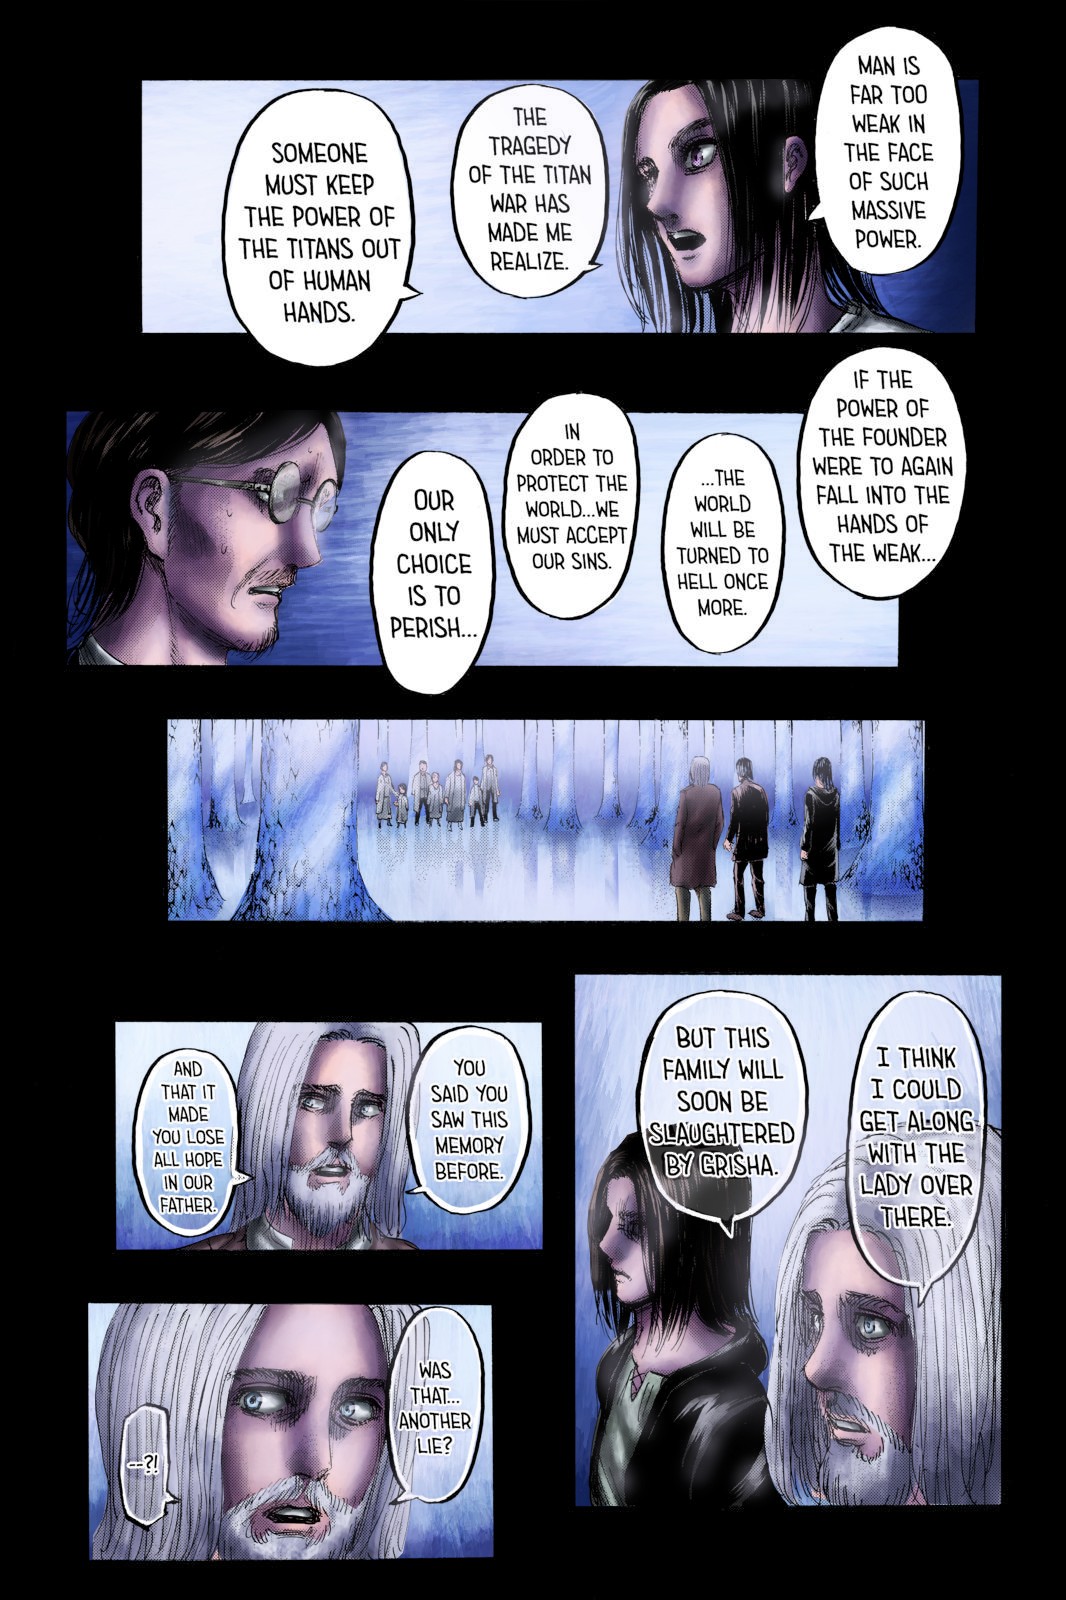 MAN IS
FAR TOO
WEAK IN
THE FACE
OF SUCH
MASSIVE
POWER.
THE
TRAGEDY
OF THE TITAN
WAR HAS
MADE ME
REALIZE.
SOMEONE
MUST KEEP
THE POWER OF
THE TITANS OUT
OF HUMAN
HANDS.
IF THE
POWER OF
THE FOUNDER
WERE TO AGAIN
FALL INTO THE
HANDS OF
THE WEAK...
...THE
WORLD
WILL BE
TURNED TO
HELL ONCE
MORE.
IN
ORDER TO
PROTECT THE
WORLD...WE
MUST ACCEPT
OUR SINS.
OUR
ONLY
CHOICE
IS TO
PERISH...
I THINK
I COULD
GET ALONG
WITH THE
LADY OVER
THERE.
BUT THIS
FAMILY WILL
SOON BE
SLAUGHTERED
BY GRISHA.
YOU
SAID YOU
SAW THIS
MEMORY
BEFORE.
AND
THAT IT
MADE
YOU LOSE
ALL HOPE
IN OUR
FATHER.
WAS
THAT...
ANOTHER
LIE?
--?!